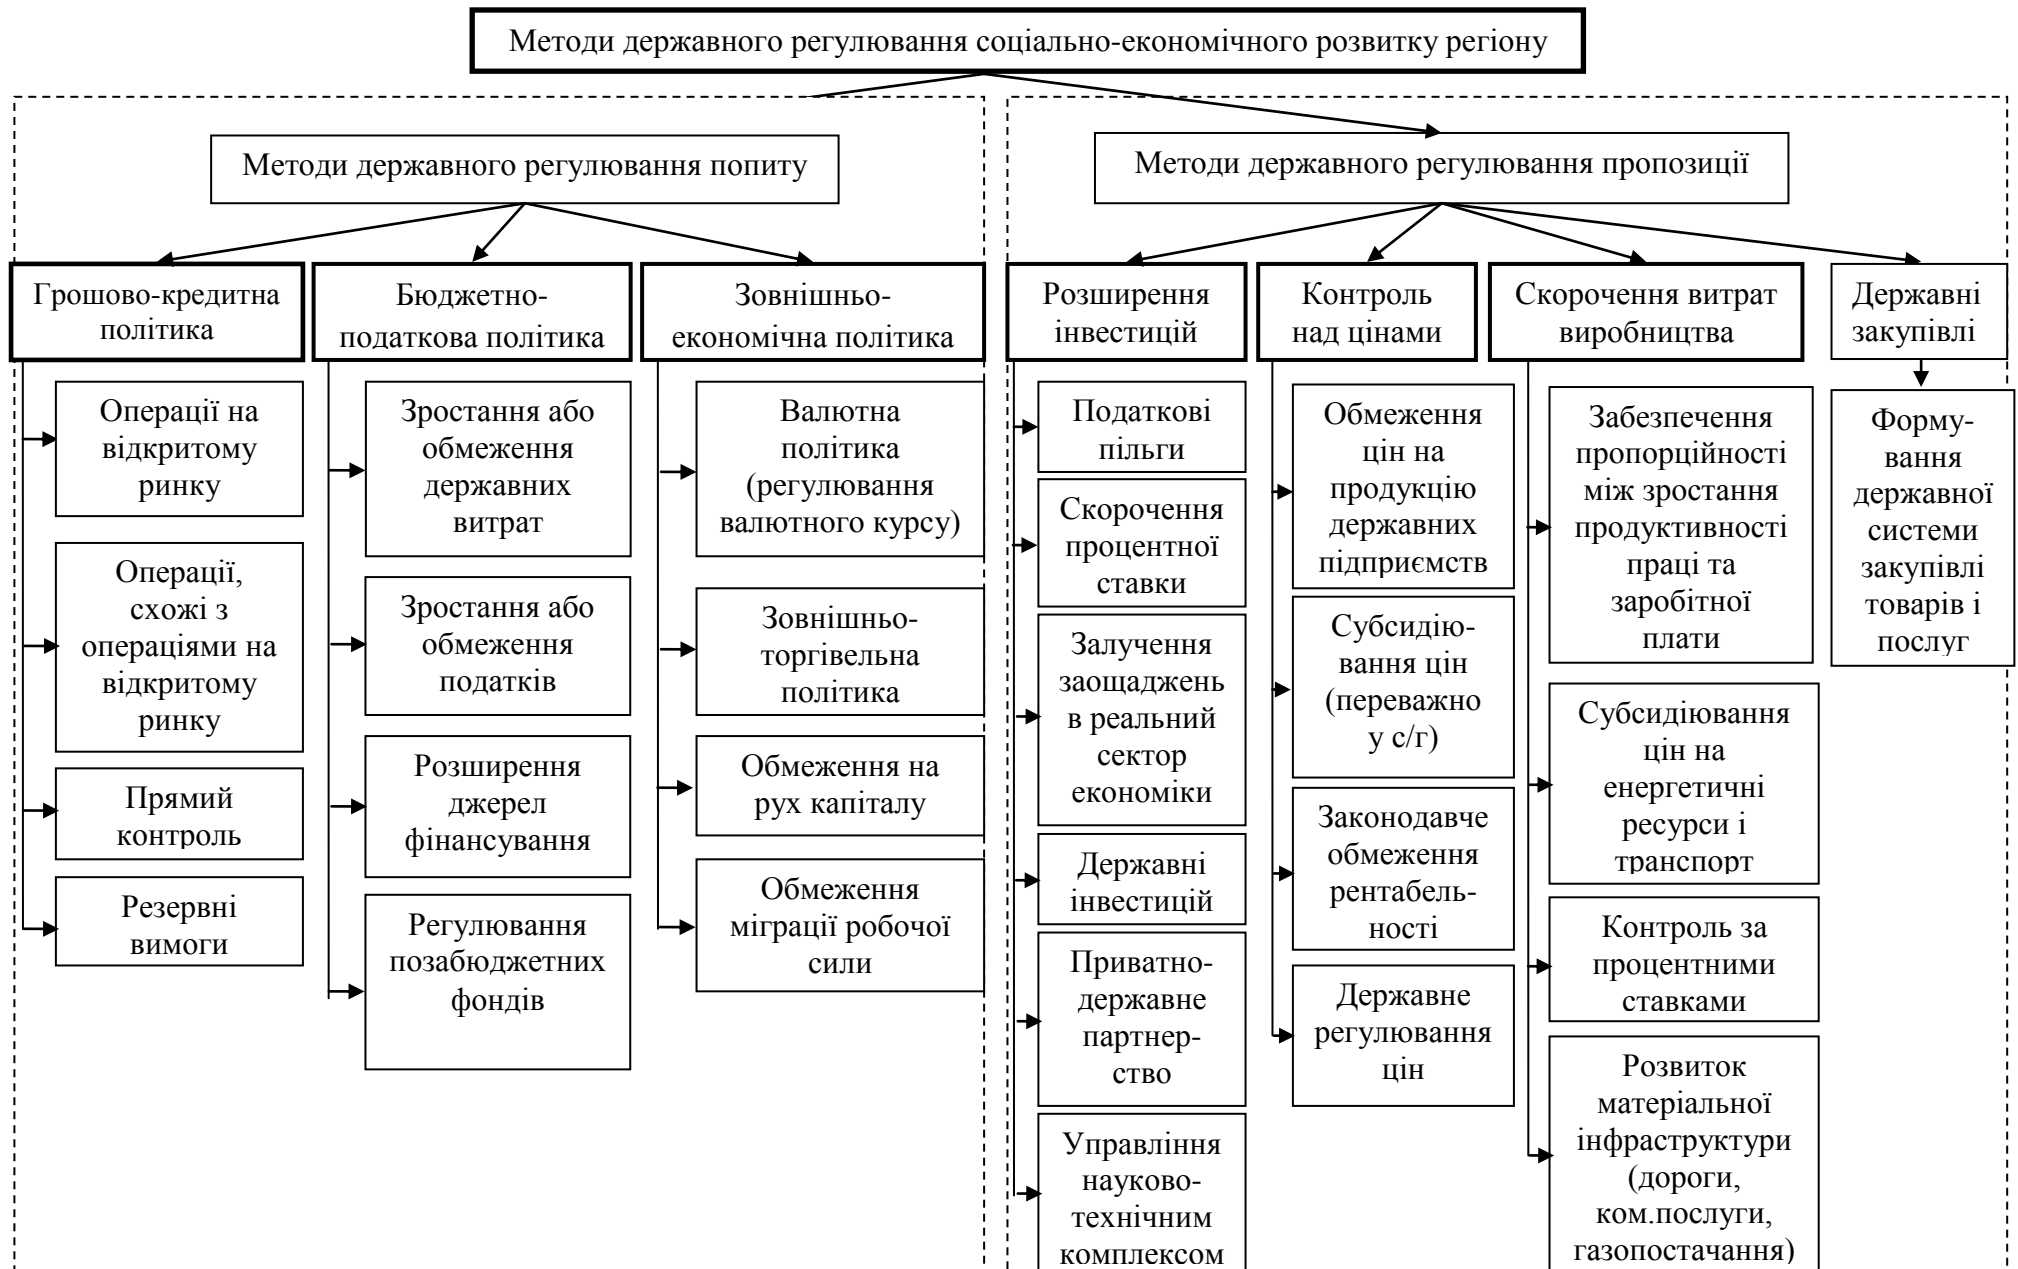 Методи державного регулювання соціально-економічного розвитку регіону
Методи державного регулювання попиту
Методи державного регулювання пропозиції
Грошово-кредитна
політика
Бюджетно-
податкова політика
Зовнішньо-
економічна політика
Розширення
інвестицій
Контроль
над цінами
Скорочення витрат
виробництва
Державні
закупівлі
Операції на
відкритому
ринку
Операції,
схожі з
операціями на
відкритому
ринку
Прямий
контроль
Резервні
вимоги
Зростання або
обмеження
державних
витрат
Зростання або
обмеження
податків
Розширення
джерел
фінансування
Регулювання
позабюджетних
фондів
Валютна
політика
(регулювання
валютного курсу)
Зовнішньо-
торгівельна
політика
Обмеження на
рух капіталу
Обмеження
міграції робочої
сили
Податкові
пільги
Скорочення
процентної
ставки
Залучення
заощаджень
в реальний
сектор
економіки
Державні
інвестицій
Приватно-
державне
партнер-
ство
Управління
науково-
технічним
комплексом
Обмеження
цін на
продукцію
державних
підприємств
Субсидію-
вання цін
(переважно
у с/г)
Законодавче
обмеження
рентабель-
ності
Державне
регулювання
цін
Забезпечення
пропорційності
між зростання
продуктивності
праці та
заробітної
плати
Субсидіювання
цін на
енергетичні
ресурси і
транспорт
Контроль за
процентними
ставками
Розвиток
матеріальної
інфраструктури
(дороги,
ком.послуги,
газопостачання)
Форму-
вання
державної
системи
закупівлі
товарів і
послуг